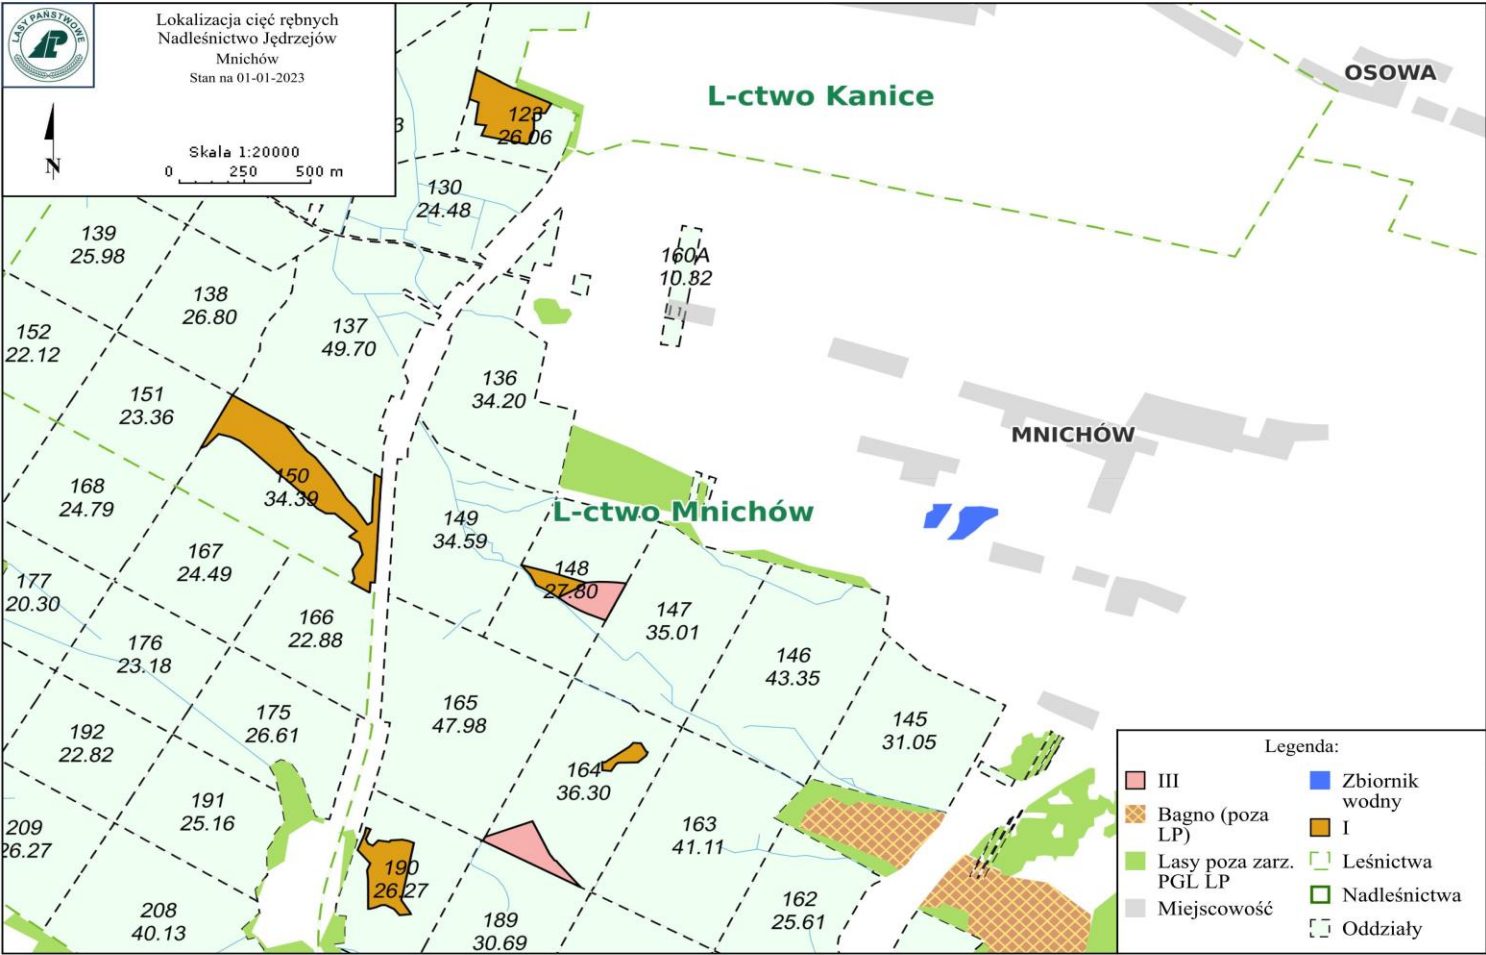 LASY PAŃSTWOWE
Lokalizacja cięć rębnych
Nadleśnictwo Jędrzejów
Mnichów
Stan na 01-01-2023
N
Skala 1:20000
0 250 500 m
L-ctwo Kanice
OSOWA
123
26.06
3
130
24.48
139
25.98
160A
10.32
138
26.80
137
49.70
152
22.12
136
34.20
151
23.36
MNICHÓW
150
34.39
168
24.79
L-ctwo Mnichów
149
34.59
167
24.49
148
27.80
177
20.30
147
35.01
166
22.88
176
23.18
146
43.35
165
47.98
175
26.61
145
31.05
192
22.82
164
36.30
191
25.16
209
26.27
163
41.11
190
26.27
162
25.61
208
40.13
189
30.69
Legenda:
III
Bagno (poza
LP)
Lasy poza zarz.
PGL LP
Miejscowość
Zbiornik
wodny
I
Leśnictwa
Nadleśnictwa
Oddziały